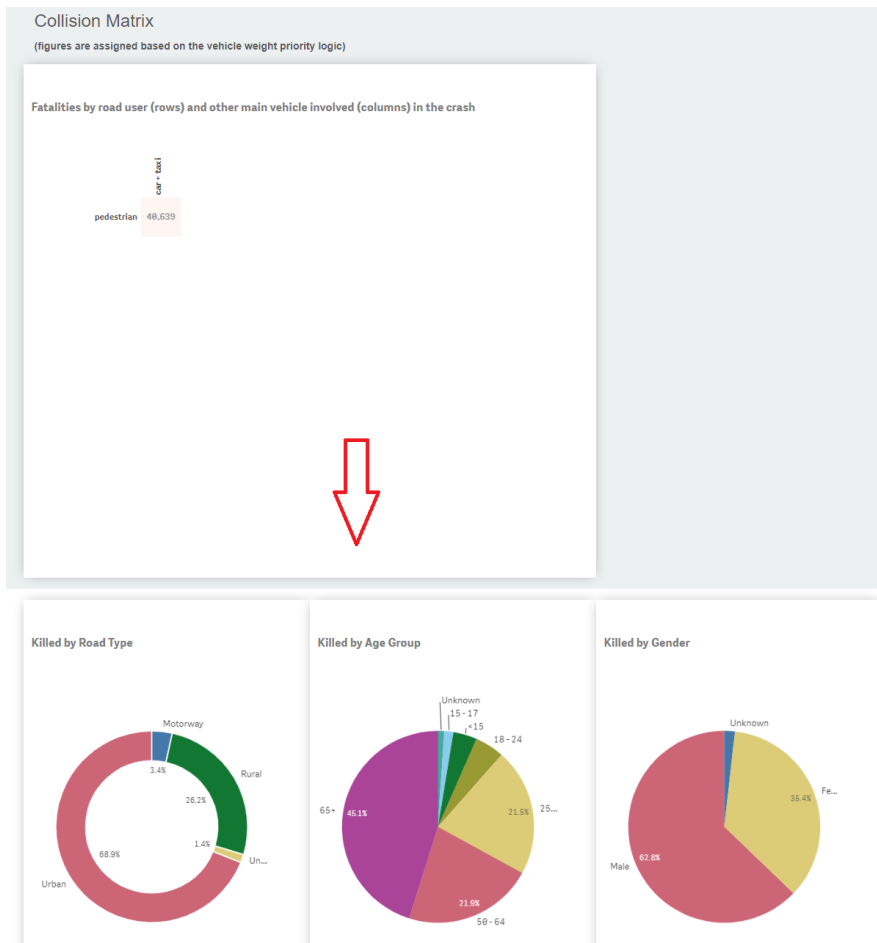 Collision Matrix
(figures are assigned based on the vehicle weight priority logic)
Fatalities by road user (rows) and other main vehicle involved (columns) in the crash
car + taxi
pedestrian 40,639
Killed by Road Type
Motorway
3.4%
Rural
26.2%
1.4%
Un...
68.9%
Urban
Killed by Age Group
Unknown
15 - 17
<15
18 - 24
65+
45.1%
21.5%
25...
21.9%
50 - 64
Killed by Gender
Unknown
Fe...
35.4%
Male
62.8%